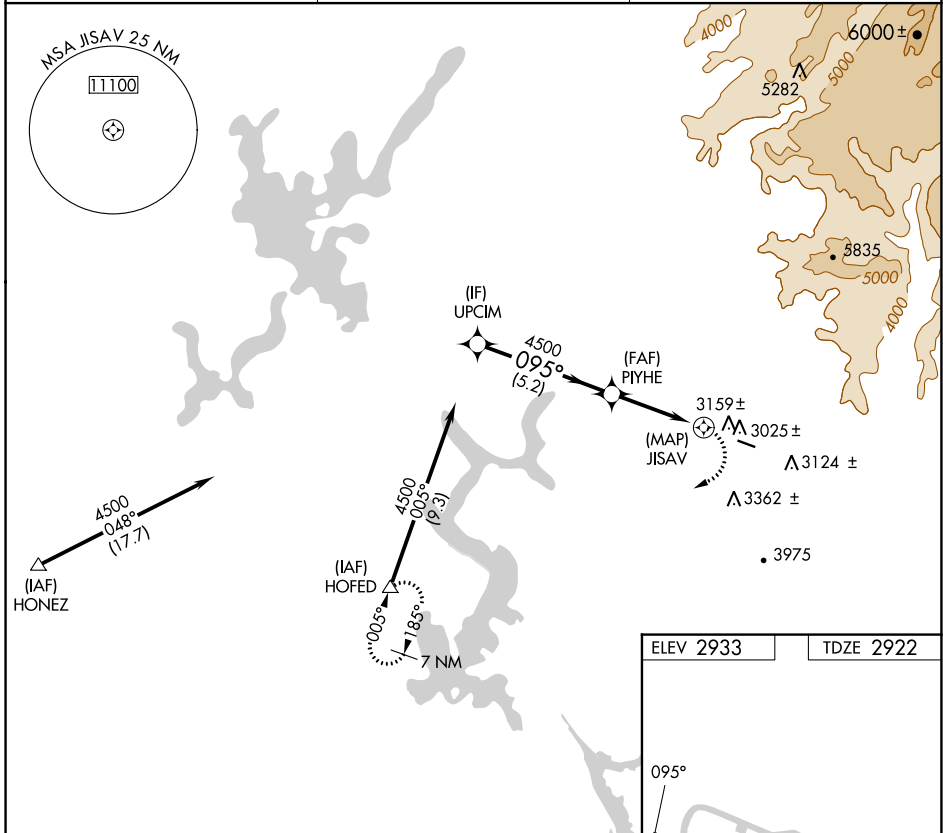 MSA JISAV 25 NM
11100
4000
6000 ±
5000
5282
5835
5000
4000
(IF)
UPCIM
4500
095°
(5.2)
(FAF)
PIYHE
3159 ±
3025 ±
(MAP)
JISAV
3124 ±
3362 ±
3975
4500
048°
(17.7)
(IAF)
HONEZ
4500
005°
(9.3)
(IAF)
HOFED
005°
185°
7 NM
ELEV 2933
TDZE 2922
095°